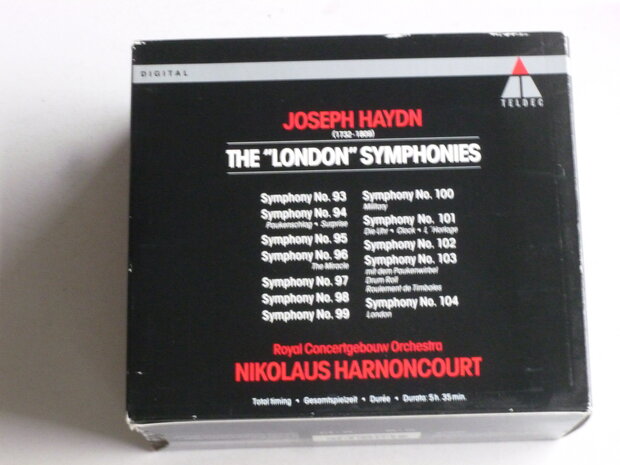 DIGITAL
TELDEC
JOSEPH HAYDN
(1732-1809)
THE "LONDON" SYMPHONIES
Symphony No. 93
Symphony No. 94
Paukenschlag • Surprise
Symphony No. 95
Symphony No. 96
The Miracle
Symphony No. 97
Symphony No. 98
Symphony No. 99
Symphony No. 100
Military
Symphony No. 101
Die Uhr • Clock • L'Horloge
Symphony No. 102
Symphony No. 103
mit dem Paukenwirbel
Drum Roll
Roulement de Timbales
Symphony No. 104
London
Royal Concertgebouw Orchestra
NIKOLAUS HARNONCOURT
Total timing • Gesamtspielzeit • Durée • Durata: 5 h. 35 min.